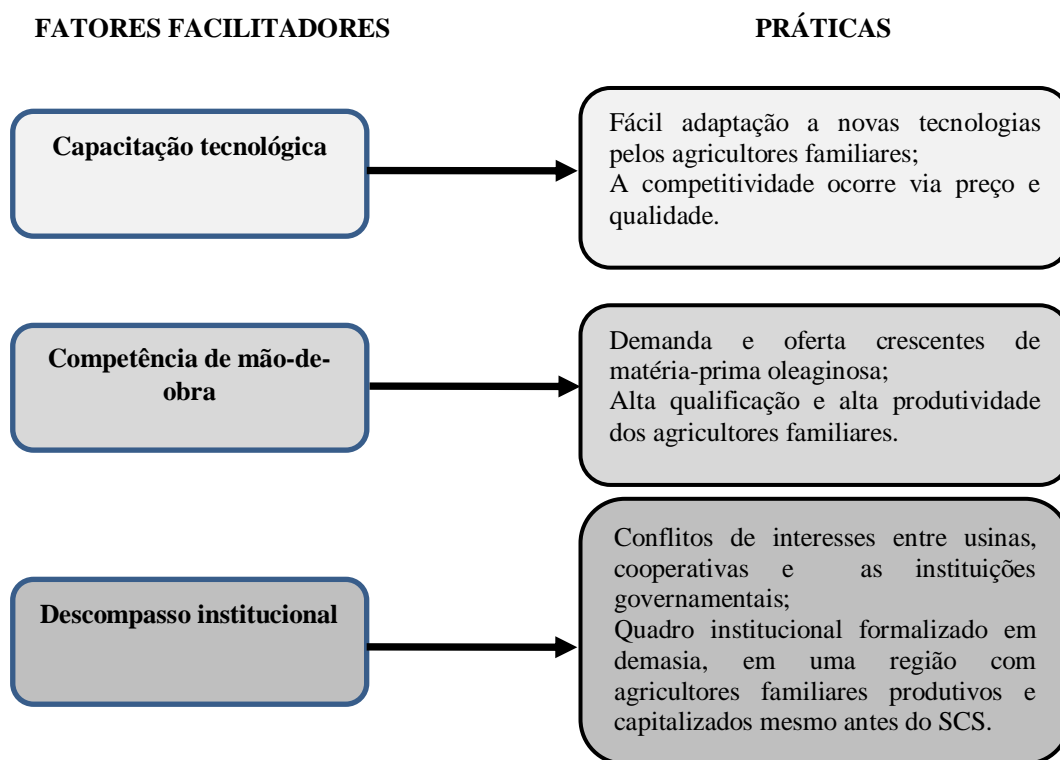 FATORES FACILITADORES
PRÁTICAS
Capacitação tecnológica
Fácil adaptação a novas tecnologias
pelos agricultores familiares;
A competitividade ocorre via preço e
qualidade.
Competência de mão-de-
obra
Demanda e oferta crescentes de
matéria-prima oleaginosa;
Alta qualificação e alta produtividade
dos agricultores familiares.
Descompasso institucional
Conflitos de interesses entre usinas,
cooperativas e as instituições
governamentais;
Quadro institucional formalizado em
demasia, em uma região com
agricultores familiares produtivos e
capitalizados mesmo antes do SCS.